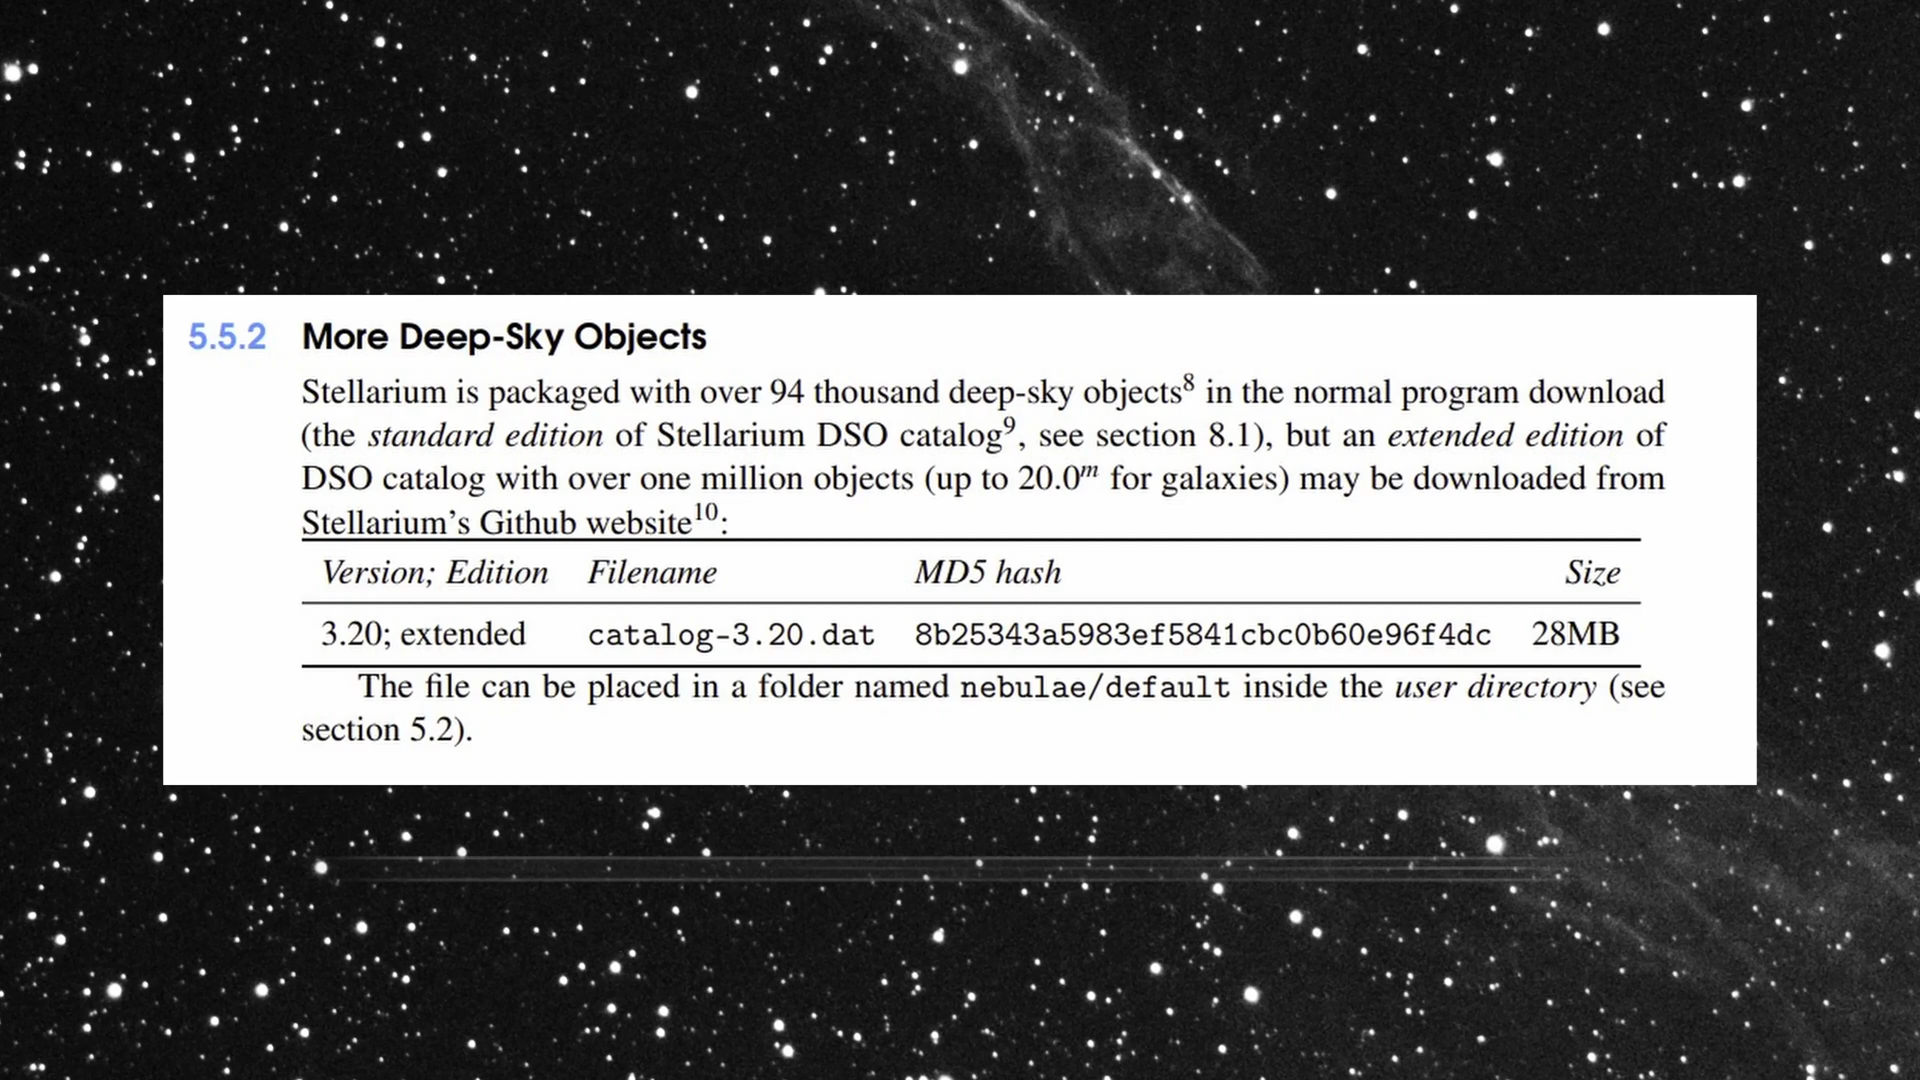 5.5.2 More Deep-Sky Objects
Stellarium is packaged with over 94 thousand deep-sky objects⁸ in the normal program download
(the standard edition of Stellarium DSO catalog⁹, see section 8.1), but an extended edition of
DSO catalog with over one million objects (up to 20.0ᵐ for galaxies) may be downloaded from
Stellarium’s Github website¹⁰:
Version; Edition Filename MD5 hash Size
3.20; extended catalog-3.20.dat 8b25343a5983ef5841cbc0b60e96f4dc 28MB
The file can be placed in a folder named nebulae/default inside the user directory (see
section 5.2).